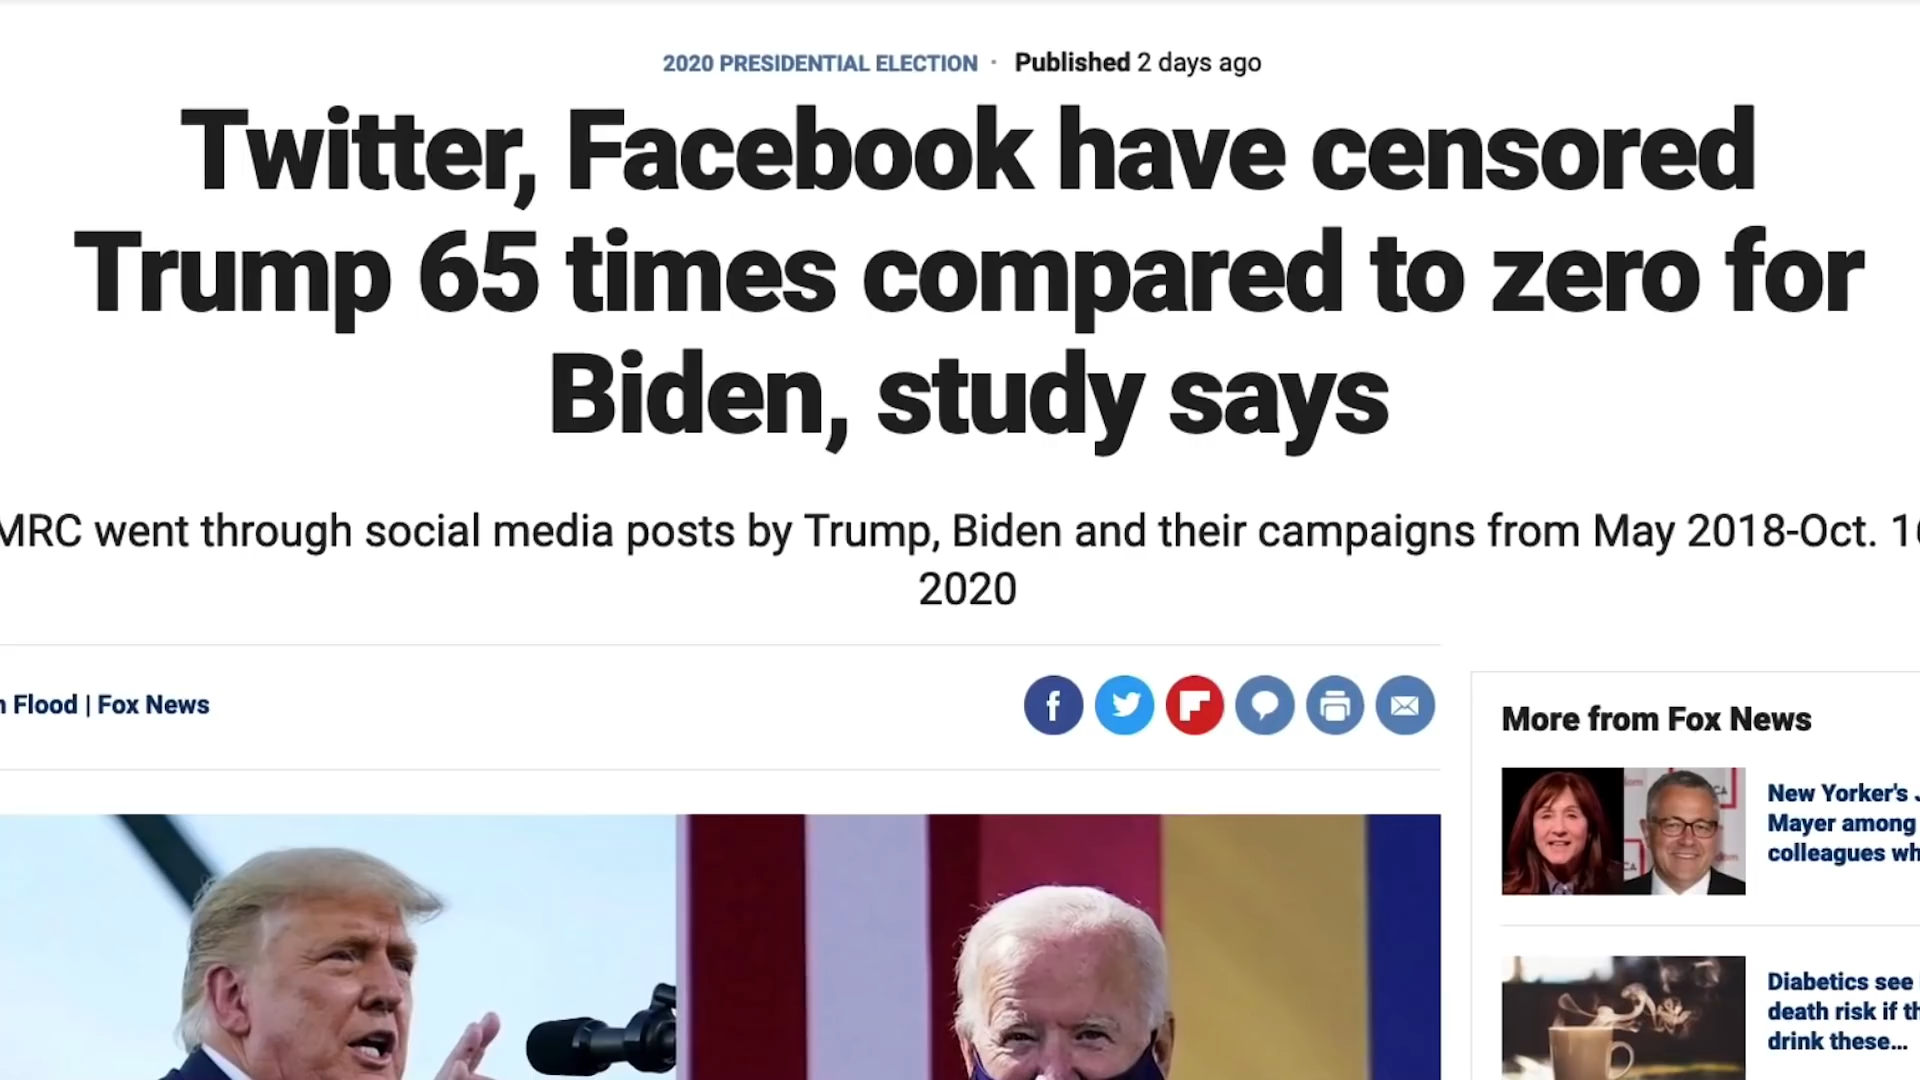 2020 PRESIDENTIAL ELECTION · Published 2 days ago
Twitter, Facebook have censored
Trump 65 times compared to zero for
Biden, study says
MRC went through social media posts by Trump, Biden and their campaigns from May 2018-Oct.
2020
Flood | Fox News
More from Fox News
New Yorker's
Mayer among
colleagues
Diabetics see
death risk if
drink these...